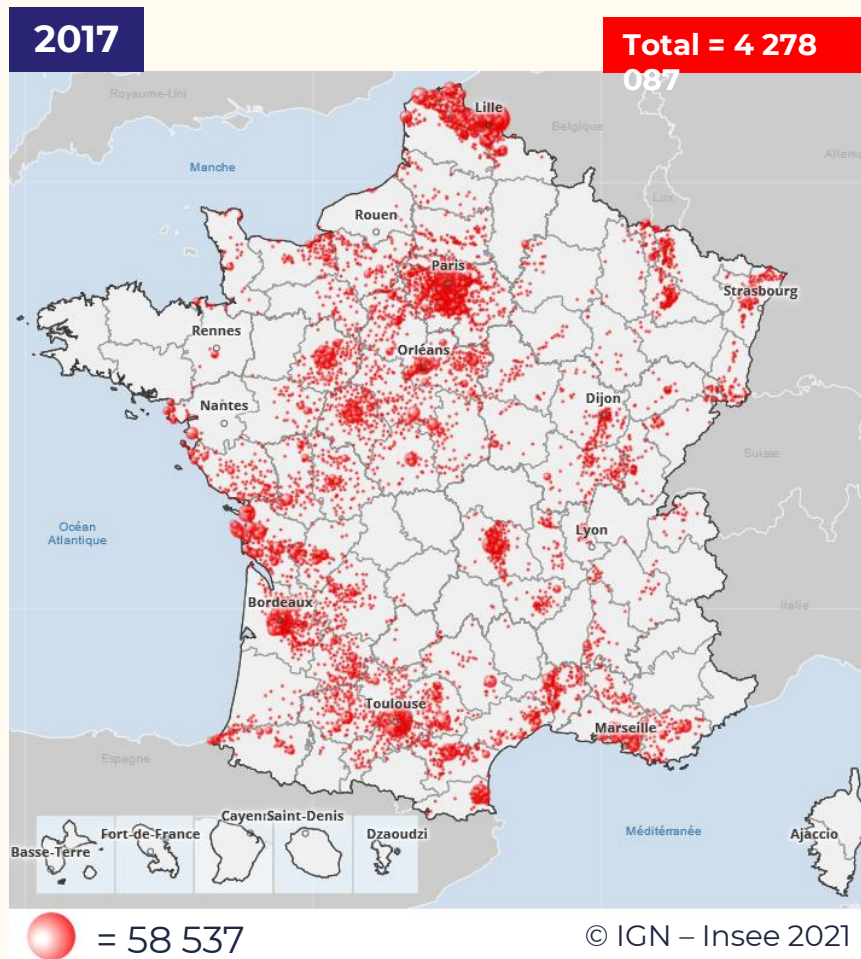 2017
Total = 4 278
087
Royaume-Uni
Lille
Belgique
Allem
Manche
Lux
Rouen
Paris
Strasbourg
Rennes
Orléans
Nantes
Dijon
Suisse
Océan
Atlantique
Lyon
Italie
Bordeaux
Toulouse
Marseille
Espagne
Cayen Saint-Denis
Fort-de-France
Dzaoudzi
Basse-Terre
Méditérranée
Ajaccio
= 58 537
© IGN – Insee 2021